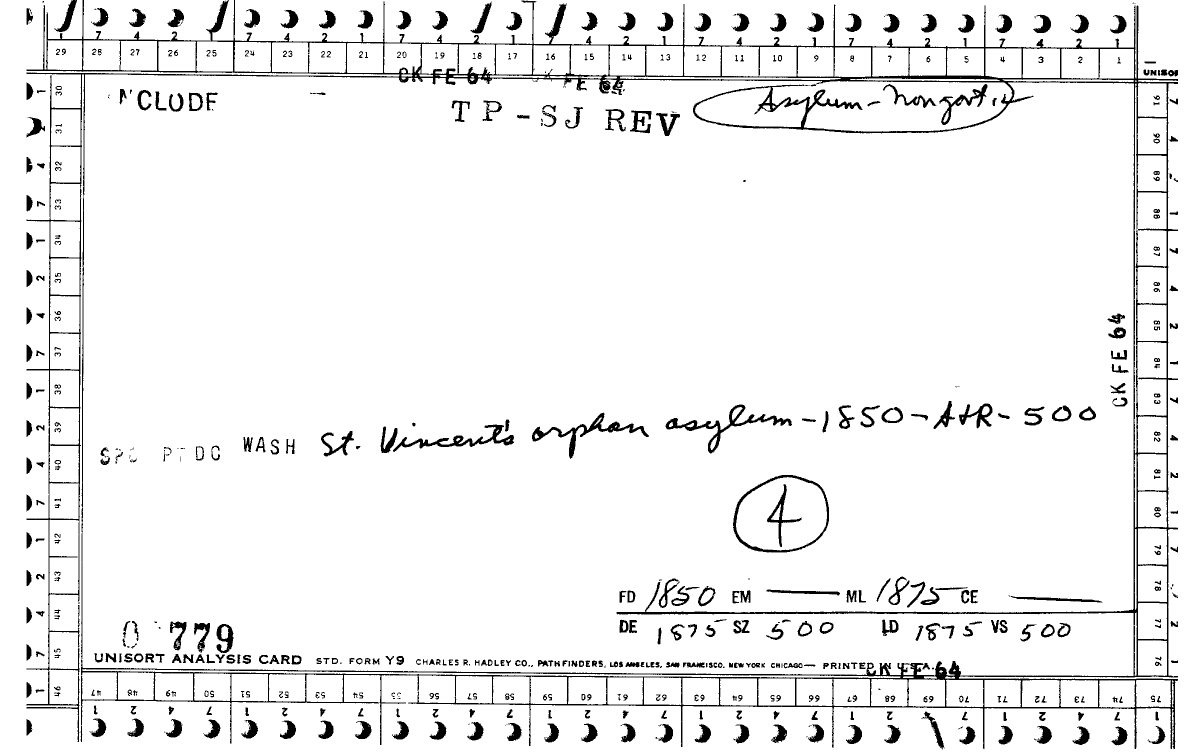 7 4 2 1 7 4 2 1 7 4 2 1 7 4 2 1 7 4 2 1 7 4 2 1 7 4 2 1
29 28 27 26 25 24 23 22 21 20 19 18 17 16 15 14 13 12 11 10 9 8 7 6 5 4 3 2 1
CK FE 64 CK FE 64
NCLUDE — TP-SJ REV Asylum - nongovt.
CK FE 64
SPC PT DC WASH St. Vincent's orphan asylum - 1850 - A&R - 500
4
FD 1850 EM — ML 1875 CE —
DE 1875 SZ 500 LD 1875 VS 500
0 779
UNISORT ANALYSIS CARD STD. FORM Y9 CHARLES R. HADLEY CO., PATHFINDERS, LOS ANGELES, SAN FRANCISCO, NEW YORK CHICAGO — PRINTED IN U.S.A.
CK FE 64
30 31 32 33 34 35 36 37 38 39 40 41 42 43 44 45 46
47 48 49 50 51 52 53 54 55 56 57 58 59 60 61 62 63 64 65 66 67 68 69 70 71 72 73 74 75
91 90 89 88 87 86 85 84 83 82 81 80 79 78 77 76